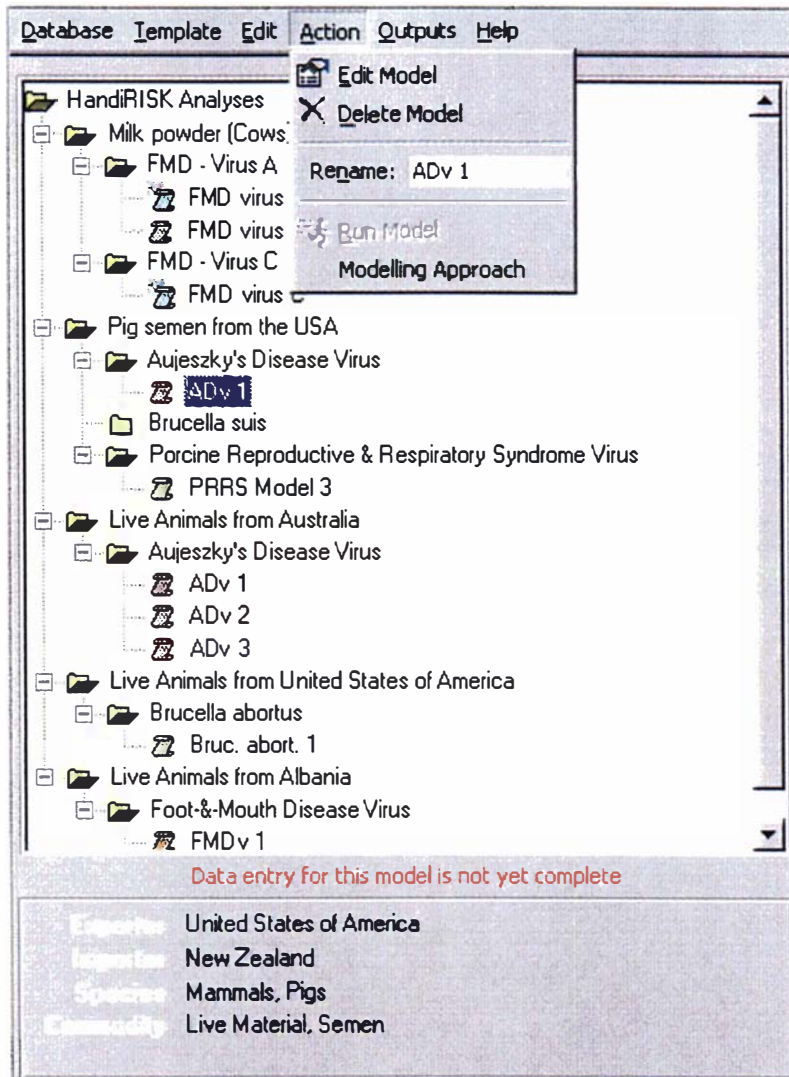 Database Template Edit Action Outputs Help
Edit Model
Delete Model
Rename: ADv 1
Run Model
Modelling Approach
HandiRISK Analyses
Milk powder (Cows)
FMD - Virus A
FMD virus
FMD virus
FMD - Virus C
FMD virus C
Pig semen from the USA
Aujeszky's Disease Virus
ADv 1
Brucella suis
Porcine Reproductive & Respiratory Syndrome Virus
PRRS Model 3
Live Animals from Australia
Aujeszky's Disease Virus
ADv 1
ADv 2
ADv 3
Live Animals from United States of America
Brucella abortus
Bruc. abort. 1
Live Animals from Albania
Foot-&-Mouth Disease Virus
FMDv 1
Data entry for this model is not yet complete
United States of America
New Zealand
Species Mammals, Pigs
Commodity Live Material, Semen